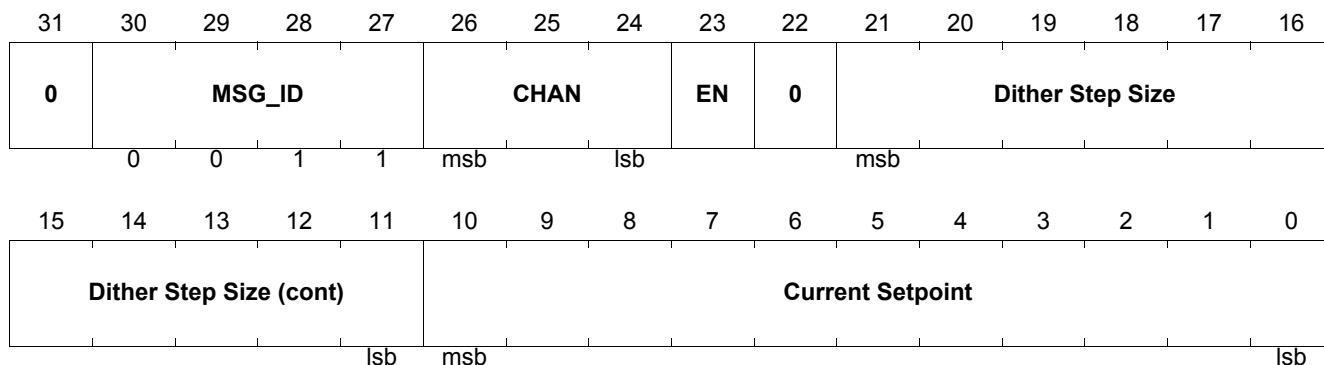 31 30 29 28 27 26 25 24 23 22 21 20 19 18 17 16
0 MSG_ID CHAN EN 0 Dither Step Size
0 0 1 1 msb lsb msb
15 14 13 12 11 10 9 8 7 6 5 4 3 2 1 0
Dither Step Size (cont) Current Setpoint
lsb msb lsb